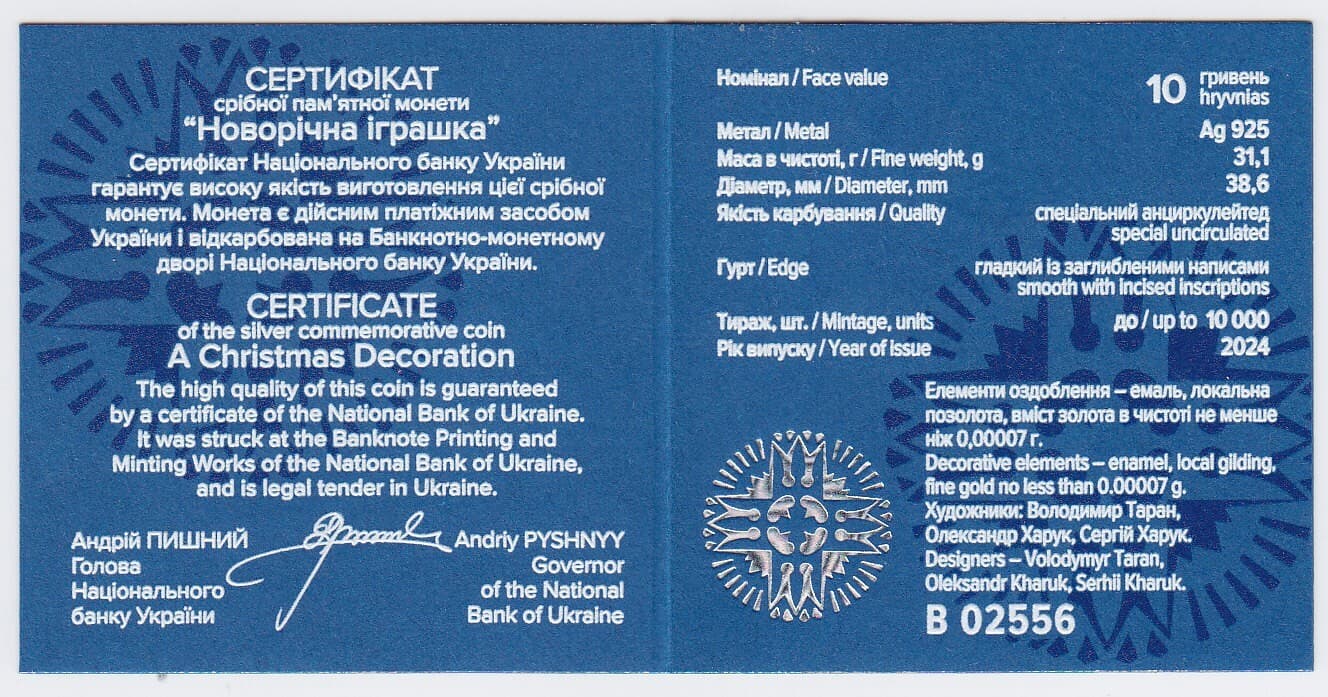 СЕРТИФІКАТ
срібної пам'ятної монети
“Новорічна іграшка”
Сертифікат Національного банку України
гарантує високу якість виготовлення цієї срібної
монети. Монета є дійсним платіжним засобом
України і відкарбована на Банкнотно-монетному
дворі Національного банку України.
CERTIFICATE
of the silver commemorative coin
A Christmas Decoration
The high quality of this coin is guaranteed
by a certificate of the National Bank of Ukraine.
It was struck at the Banknote Printing and
Minting Works of the National Bank of Ukraine,
and is legal tender in Ukraine.
Андрій ПИШНИЙ
Голова
Національного
банку України
Andriy PYSHNYY
Governor
of the National
Bank of Ukraine
Номінал / Face value 10 гривень
hryvnias
Метал / Metal Ag 925
Маса в чистоті, г / Fine weight, g 31,1
Діаметр, мм / Diameter, mm 38,6
Якість карбування / Quality спеціальний анциркулейтед
special uncirculated
Гурт / Edge гладкий із заглибленими написами
smooth with incised inscriptions
Тираж, шт. / Mintage, units до / up to 10 000
Рік випуску / Year of issue 2024
Елементи оздоблення – емаль, локальна
позолота, вміст золота в чистоті не менше
ніж 0,00007 г.
Decorative elements – enamel, local gilding,
fine gold no less than 0.00007 g.
Художники: Володимир Таран,
Олександр Харук, Сергій Харук.
Designers – Volodymyr Taran,
Oleksandr Kharuk, Serhii Kharuk.
В 02556